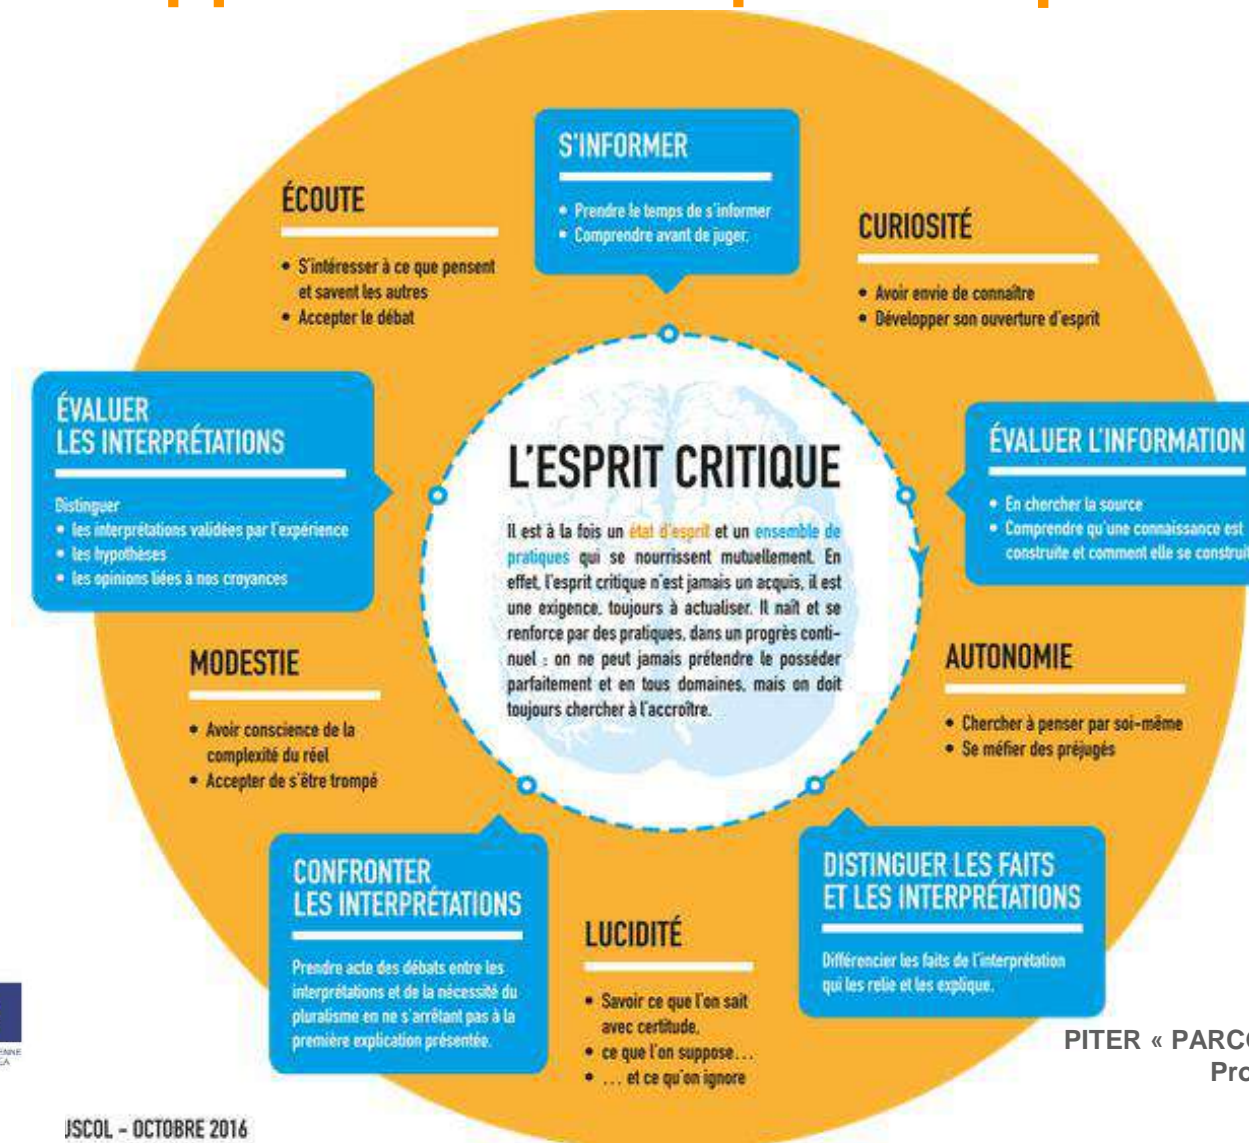 S'INFORMER
• Prendre le temps de s'informer
• Comprendre avant de juger.
ÉCOUTE
• S'intéresser à ce que pensent
et savent les autres
• Accepter le débat
CURIOSITÉ
• Avoir envie de connaître
• Développer son ouverture d'esprit
ÉVALUER
LES INTERPRÉTATIONS
Distinguer
• les interprétations validées par l'expérience
• les hypothèses
• les opinions liées à nos croyances
L'ESPRIT CRITIQUE
Il est à la fois un état d'esprit et un ensemble de
pratiques qui se nourrissent mutuellement. En
effet, l'esprit critique n'est jamais un acquis, il est
une exigence, toujours à actualiser. Il naît et se
renforce par des pratiques, dans un progrès conti-
nuel : on ne peut jamais prétendre le posséder
parfaitement et en tous domaines, mais on doit
toujours chercher à l'accroître.
ÉVALUER L'INFORMATION
• En chercher la source
• Comprendre qu'une connaissance est
construite et comment elle se construit
MODESTIE
• Avoir conscience de la
complexité du réel
• Accepter de s'être trompé
AUTONOMIE
• Chercher à penser par soi-même
• Se méfier des préjugés
CONFRONTER
LES INTERPRÉTATIONS
Prendre acte des débats entre les
interprétations et de la nécessité du
pluralisme en ne s'arrêtant pas à la
première explication présentée.
LUCIDITÉ
• Savoir ce que l'on sait
avec certitude,
• ce que l'on suppose...
• ... et ce qu'on ignore
DISTINGUER LES FAITS
ET LES INTERPRÉTATIONS
Différencier les faits de l'interprétation
qui les relie et les explique.
PITER « PARCO
Pro
USCOL - OCTOBRE 2016